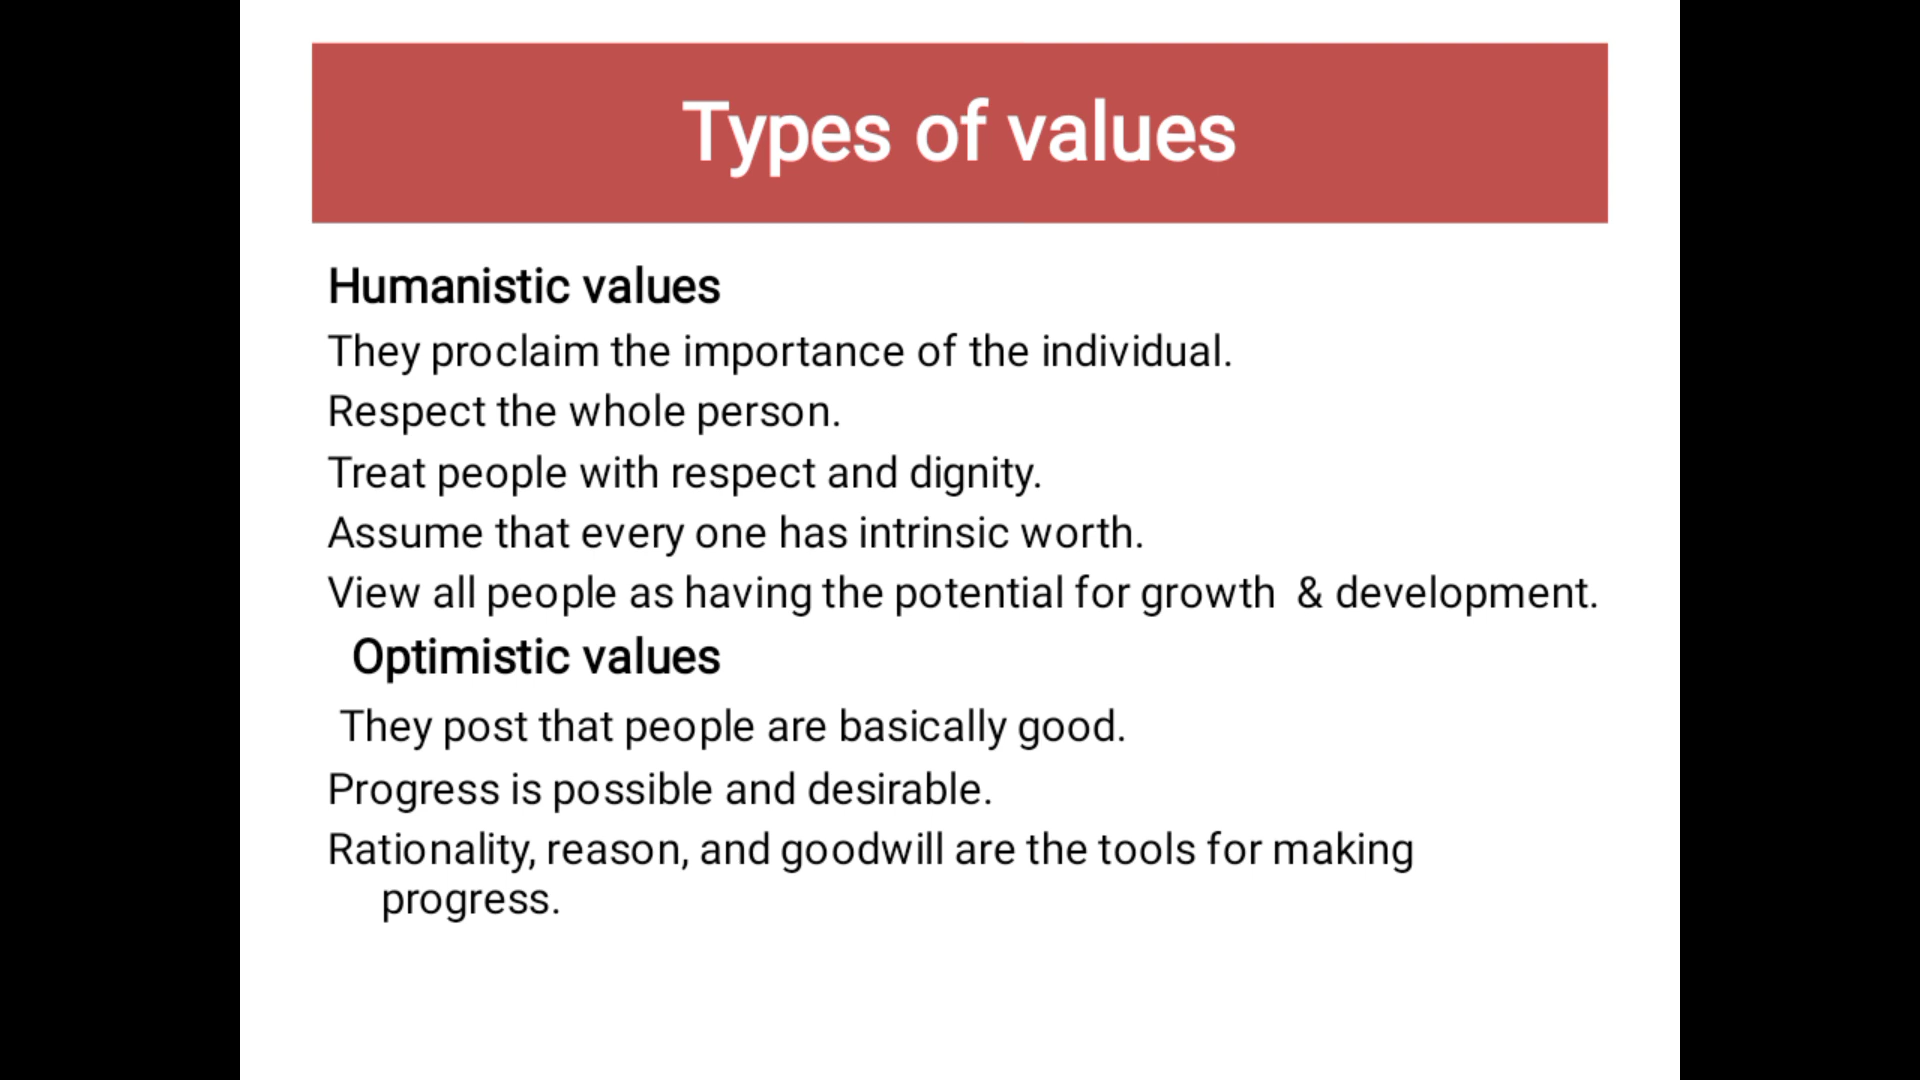 Types of values
Humanistic values
They proclaim the importance of the individual.
Respect the whole person.
Treat people with respect and dignity.
Assume that every one has intrinsic worth.
View all people as having the potential for growth  & development.
Optimistic values
They post that people are basically good.
Progress is possible and desirable.
Rationality, reason, and goodwill are the tools for making
progress.